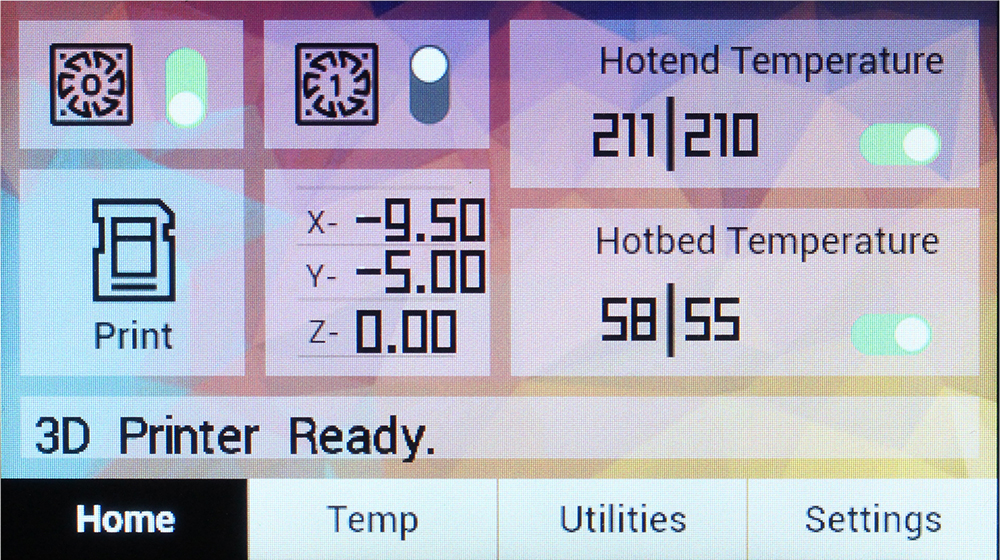 0
1
Hotend Temperature
211|210
Print
X- -9.50
Y- -5.00
Z- 0.00
Hotbed Temperature
58|55
3D Printer Ready.
Home Temp Utilities Settings